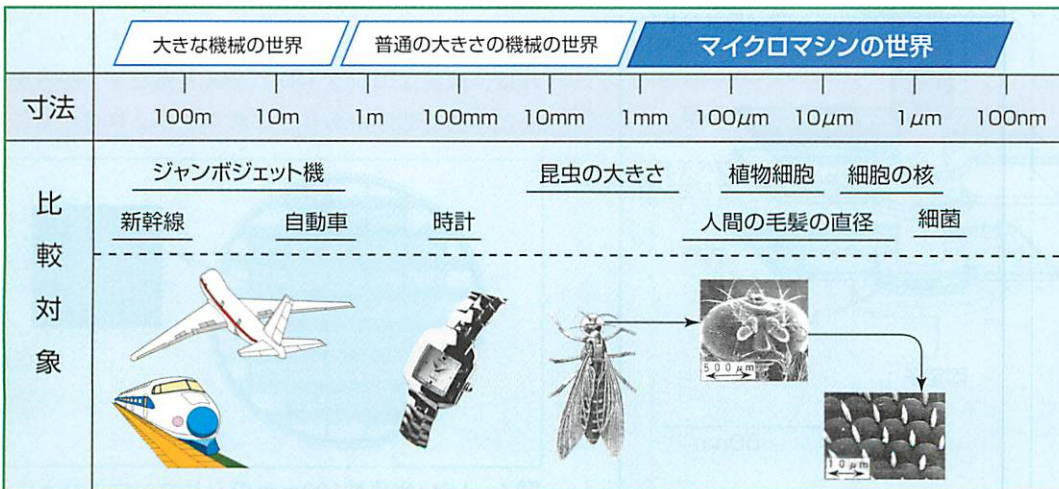 大きな機械の世界 普通の大きさの機械の世界 マイクロマシンの世界
寸法 100m 10m 1m 100mm 10mm 1mm 100μm 10μm 1μm 100nm
比較対象
ジャンボジェット機 昆虫の大きさ 植物細胞 細胞の核
新幹線 自動車 時計 人間の毛髪の直径 細菌
500μm
10μm